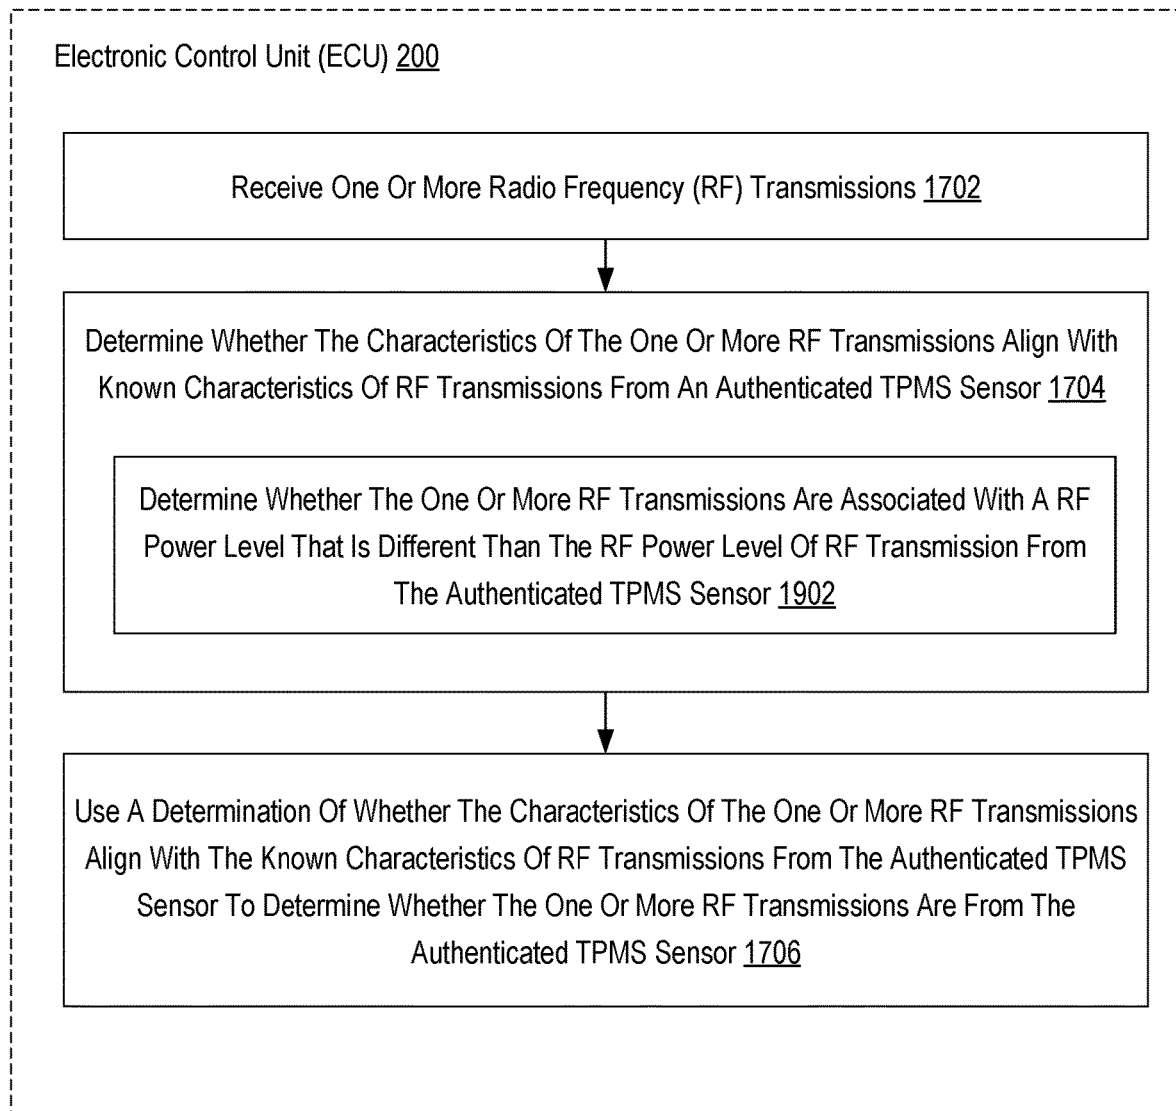 Electronic Control Unit (ECU) 200
Receive One Or More Radio Frequency (RF) Transmissions 1702
Determine Whether The Characteristics Of The One Or More RF Transmissions Align With
Known Characteristics Of RF Transmissions From An Authenticated TPMS Sensor 1704
Determine Whether The One Or More RF Transmissions Are Associated With A RF
Power Level That Is Different Than The RF Power Level Of RF Transmission From
The Authenticated TPMS Sensor 1902
Use A Determination Of Whether The Characteristics Of The One Or More RF Transmissions
Align With The Known Characteristics Of RF Transmissions From The Authenticated TPMS
Sensor To Determine Whether The One Or More RF Transmissions Are From The
Authenticated TPMS Sensor 1706